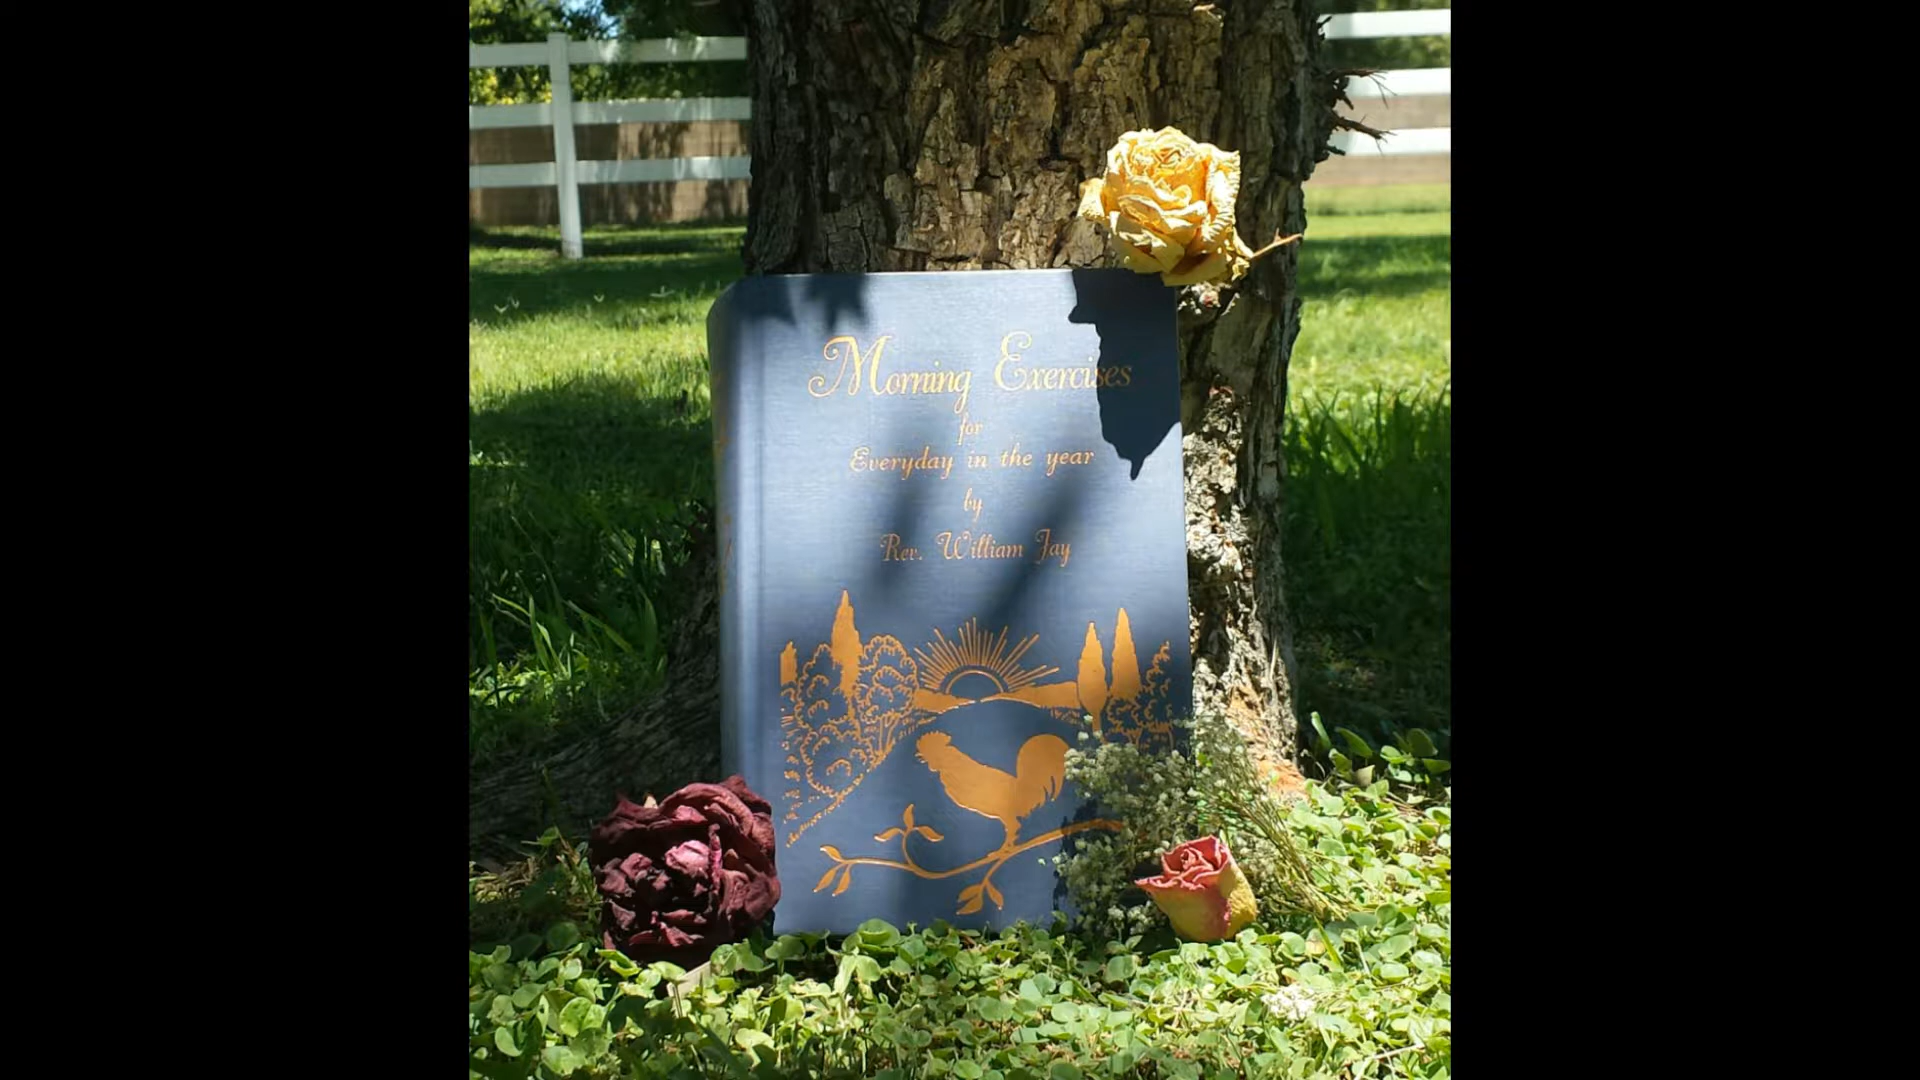 Morning Exercises
for
Everyday in the year
by
Rev. William Jay